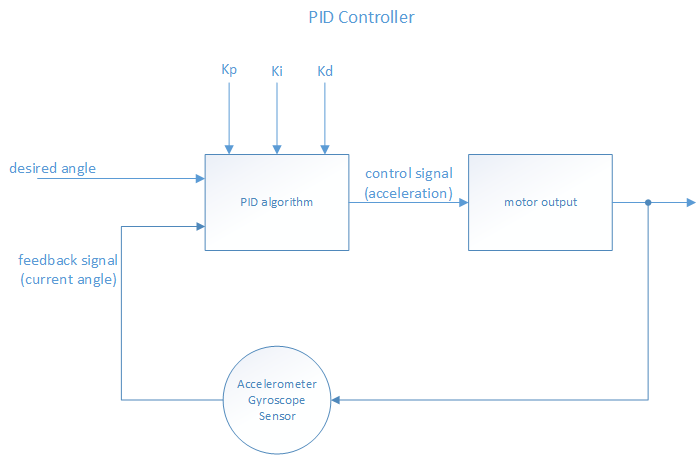 PID Controller
Kp
Ki
Kd
desired angle
PID algorithm
control signal
(acceleration)
motor output
feedback signal
(current angle)
Accelerometer
Gyroscope
Sensor